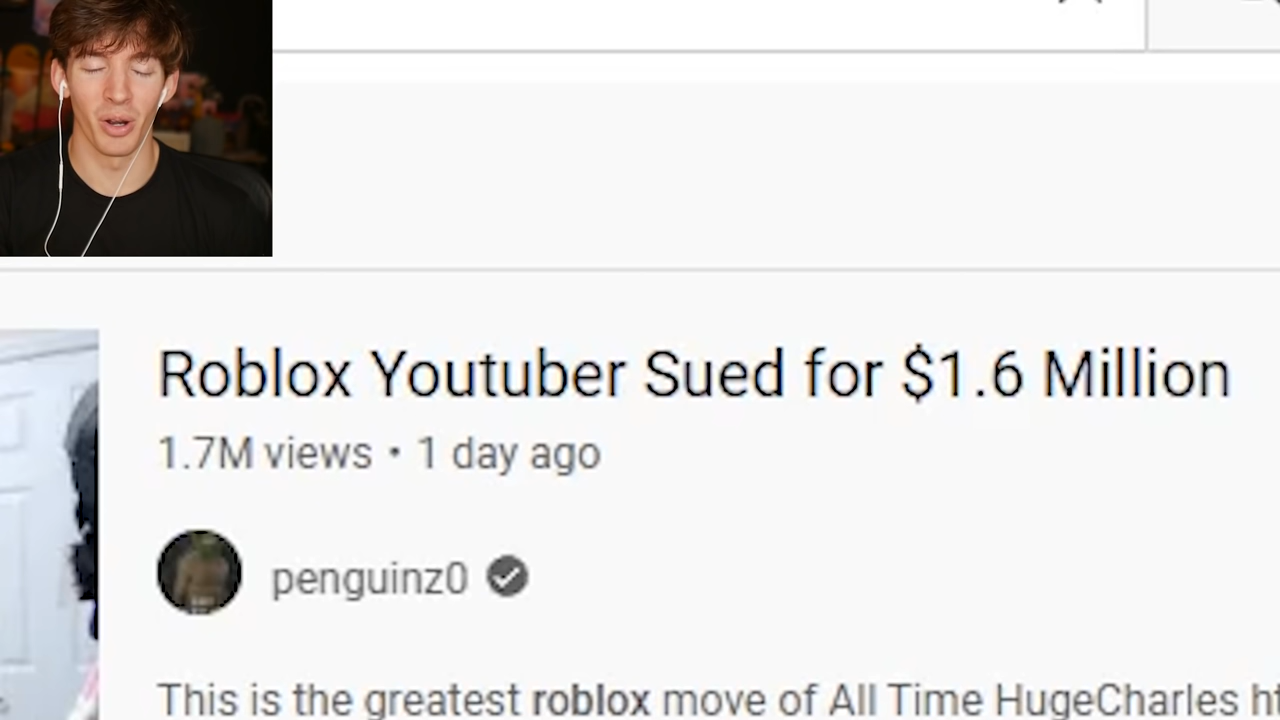 Roblox Youtuber Sued for $1.6 Million
1.7M views • 1 day ago
penguinz0
This is the greatest roblox move of All Time HugeCharles